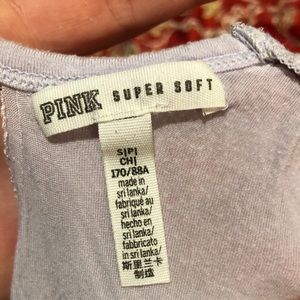 PINK SUPER SOFT
S|P|
CH|
170/88A
made in
sri lanka/
fabriqué au
sri lanka/
hecho en
sri lanka/
fabbricato
in sri lanka/
斯里兰卡
制造